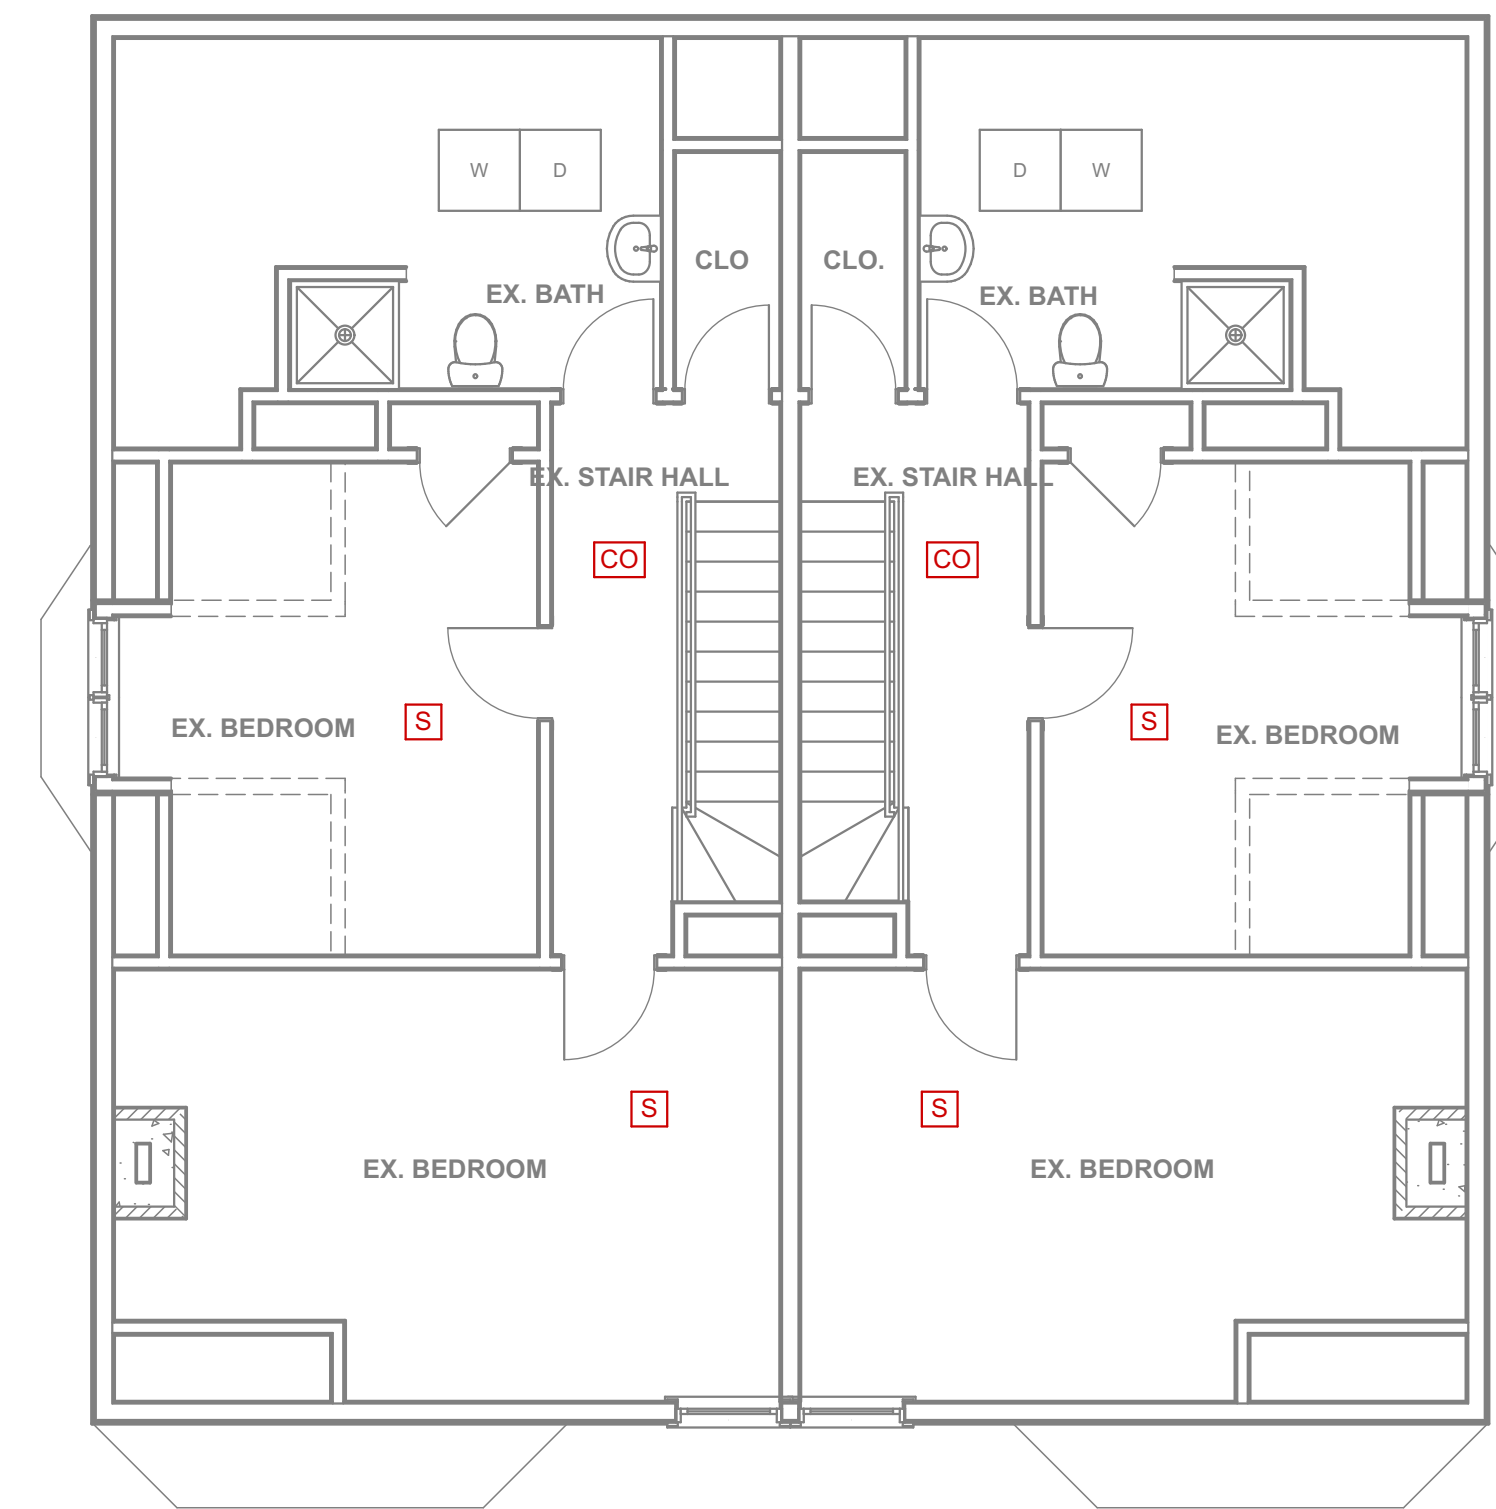 W D
D W
CLO
CLO.
EX. BATH
EX. BATH
EX. STAIR HALL
EX. STAIR HALL
CO
CO
S
S
EX. BEDROOM
EX. BEDROOM
S
S
EX. BEDROOM
EX. BEDROOM